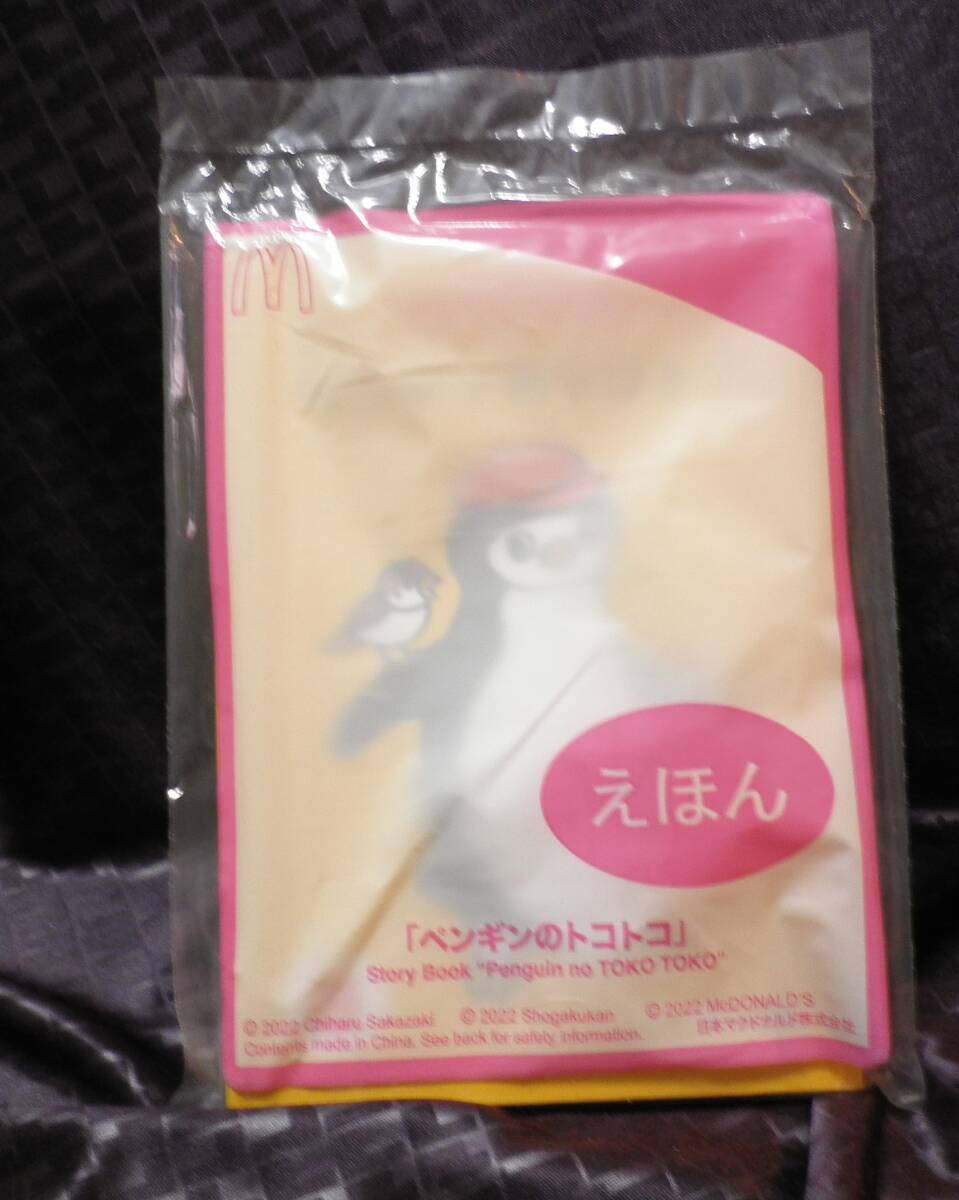 えほん
「ペンギンのトコトコ」
Story Book "Penguin no TOKO TOKO"
© 2022 Chiharu Sakazaki © 2022 Shogakukan © 2022 McDONALD'S
日本マクドナルド株式会社
Contents made in China. See back for safety information.